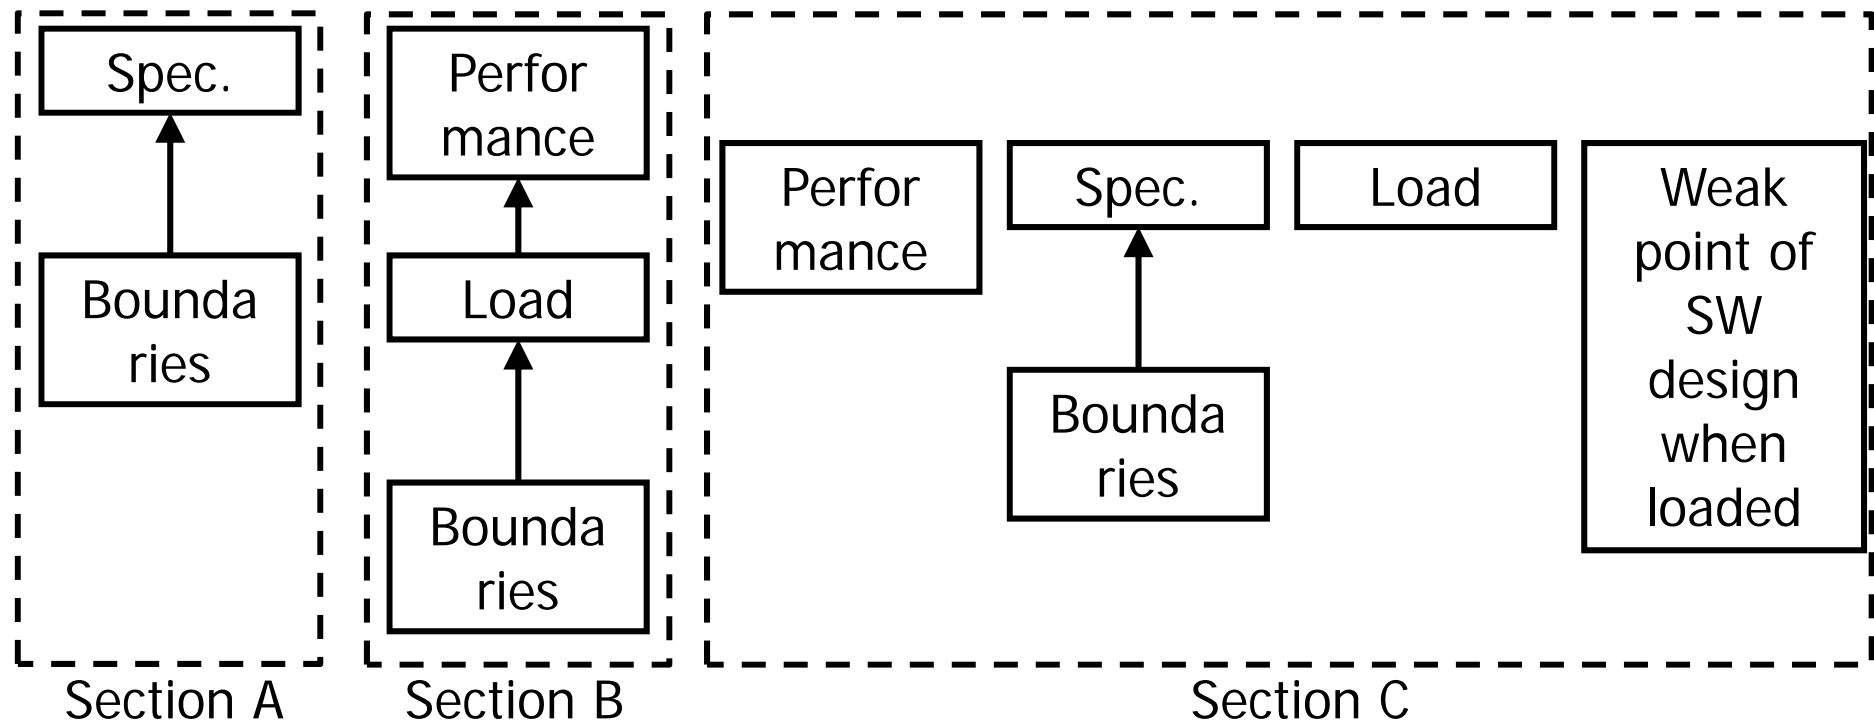 Spec.
Bounda
ries
Section A
Perfor
mance
Load
Bounda
ries
Section B
Perfor
mance
Spec.
Bounda
ries
Load
Weak
point of
SW
design
when
loaded
Section C